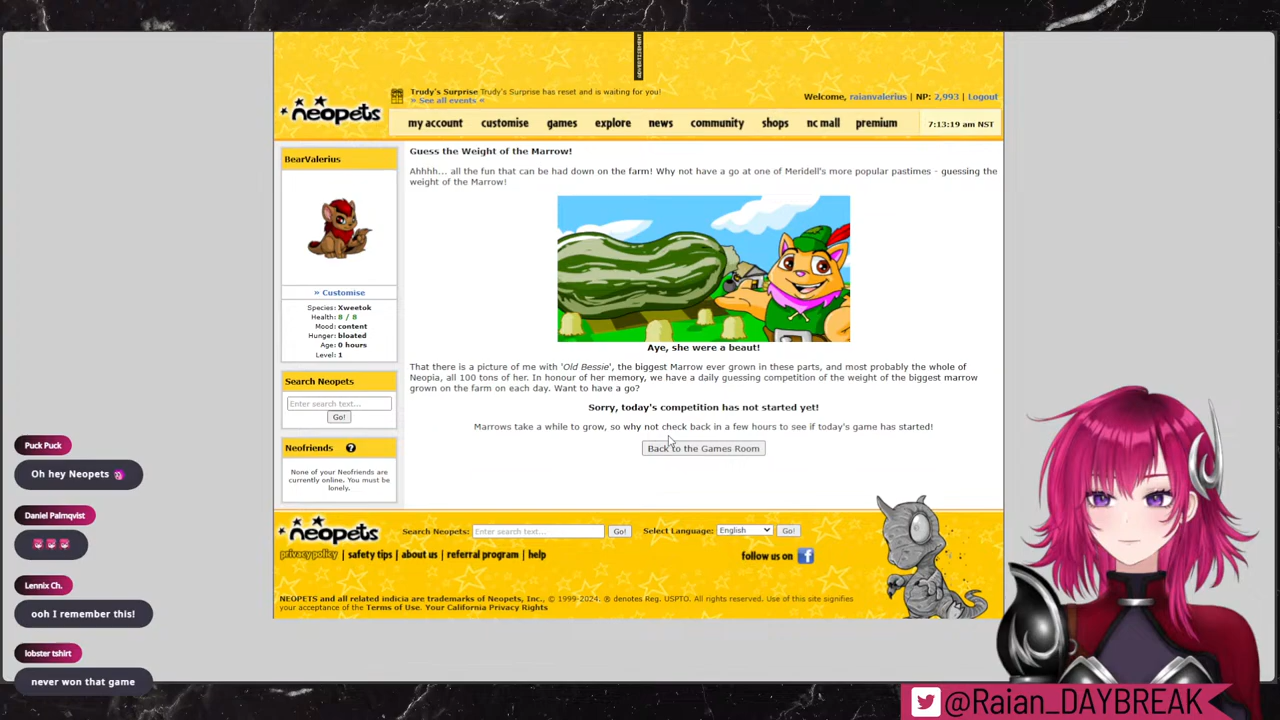 ADVERTISEMENT
Trudy's Surprise Trudy's Surprise has reset and is waiting for you!
» See all events «
Welcome, raianvalerius | NP: 2,993 | Logout
neopets
my account customise games explore news community shops nc mall premium 7:13:19 am NST
BearValerius
» Customise
Species: Xweetok
Health: 8 / 8
Mood: content
Hunger: bloated
Age: 0 hours
Level: 1
Search Neopets
Enter search text...
Go!
Neofriends ?
None of your Neofriends are
currently online. You must be
lonely.
Guess the Weight of the Marrow!
Ahhhh... all the fun that can be had down on the farm! Why not have a go at one of Meridell's more popular pastimes - guessing the
weight of the Marrow!
Aye, she were a beaut!
That there is a picture of me with 'Old Bessie', the biggest Marrow ever grown in these parts, and most probably the whole of
Neopia, all 100 tons of her. In honour of her memory, we have a daily guessing competition of the weight of the biggest marrow
grown on the farm on each day. Want to have a go?
Sorry, today's competition has not started yet!
Marrows take a while to grow, so why not check back in a few hours to see if today's game has started!
Back to the Games Room
neopets
Search Neopets: Enter search text... Go! Select Language: English Go!
privacy policy | safety tips | about us | referral program | help
follow us on f
NEOPETS and all related indicia are trademarks of Neopets, Inc., © 1999-2024. ® denotes Reg. USPTO. All rights reserved. Use of this site signifies
your acceptance of the Terms of Use. Your California Privacy Rights
Puck Puck
Oh hey Neopets
Daniel Palmqvist
Lennix Ch.
ooh I remember this!
lobster tshirt
never won that game
@Raian_DAYBREAK